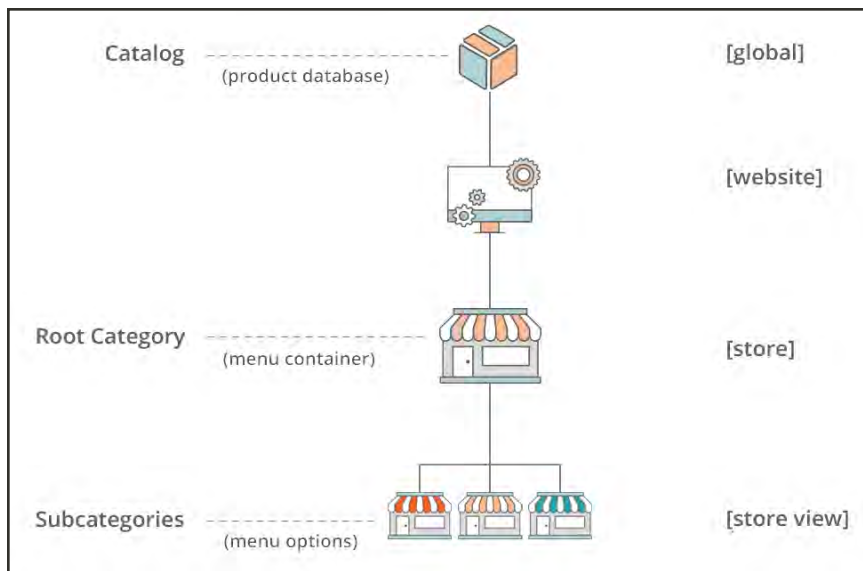 Catalog
(product database)
[global]
[website]
Root Category
(menu container)
[store]
Subcategories
(menu options)
[store view]